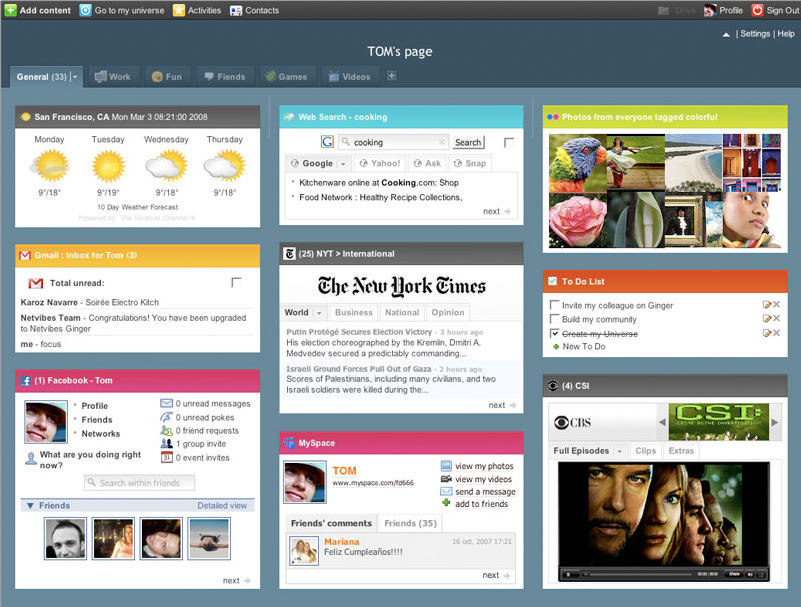 Add content Go to my universe Activities Contacts Drive Profile Sign Out
| Settings | Help
TOM's page
General (33) | Work Fun Fiends Games Videos
San Francisco, CA Mon Mar 3 08:21:00 2008
Monday Tuesday Wednesday Thursday
9°/18° 9°/19° 9°/18° 9°/18°
10 Day Weather Forecast
Powered by The Weather Channel ®
Gmail : Inbox for Tom (3)
Total unread:
Karoz Navarre - Soirée Electro Kitch
Netvibes Team - Congratulations! You have been upgraded
to Netvibes Ginger
me - focus
(1) Facebook - Tom
Profile
Friends
Networks
0 unread messages
0 unread pokes
0 friend requests
1 group invite
0 event invites
31
What are you doing right
now?
Search within friends
Friends Detailed view
next
Web Search - cooking
G cooking Search
Google Yahoo! Ask Snap
Kitchenware online at Cooking.com: Shop
Food Network : Healthy Recipe Collections,
next
(25) NYT > International
The New York Times
World Business National Opinion
Putin Protégé Secures Election Victory - 3 hours ago
His election choreographed by the Kremlin, Dmitri A.
Medvedev secured a predictably commanding...
Israeli Ground Forces Pull Out of Gaza - 2 hours ago
Scores of Palestinians, including many civilians, and two
Israeli soldiers were killed during the...
next
MySpace
TOM
www.myspace.com/fd666
view my photos
view my videos
send a message
add to friends
Friends' comments Friends (35)
Mariana 16 oct. 2007 17:21
Feliz Cumpleaños!!!!
next
Photos from everyone tagged colorful
To Do List
Invite my colleague on Ginger
Build my community
Create my Universe
New To Do
(4) CSI
CBS CSI:
CRIME SCENE INVESTIGATION
Full Episodes Clips Extras